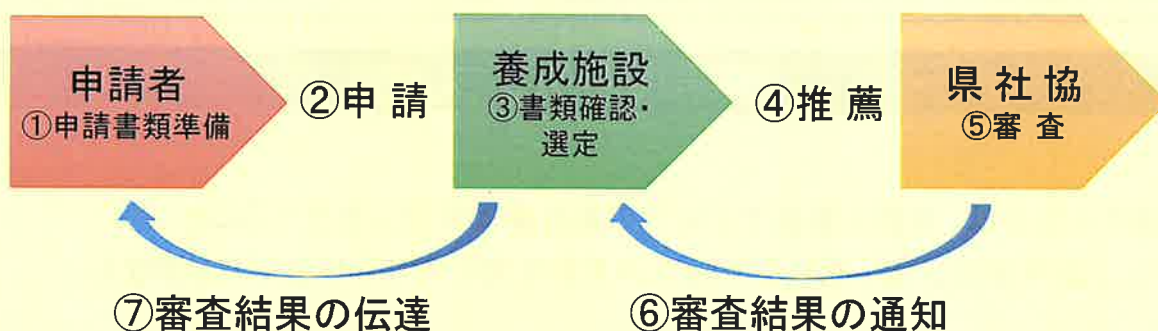 申請者
①申請書類準備
②申 請
養成施設
③書類確認・
選定
④推 薦
県 社 協
⑤審 査
⑦審査結果の伝達
⑥審査結果の通知